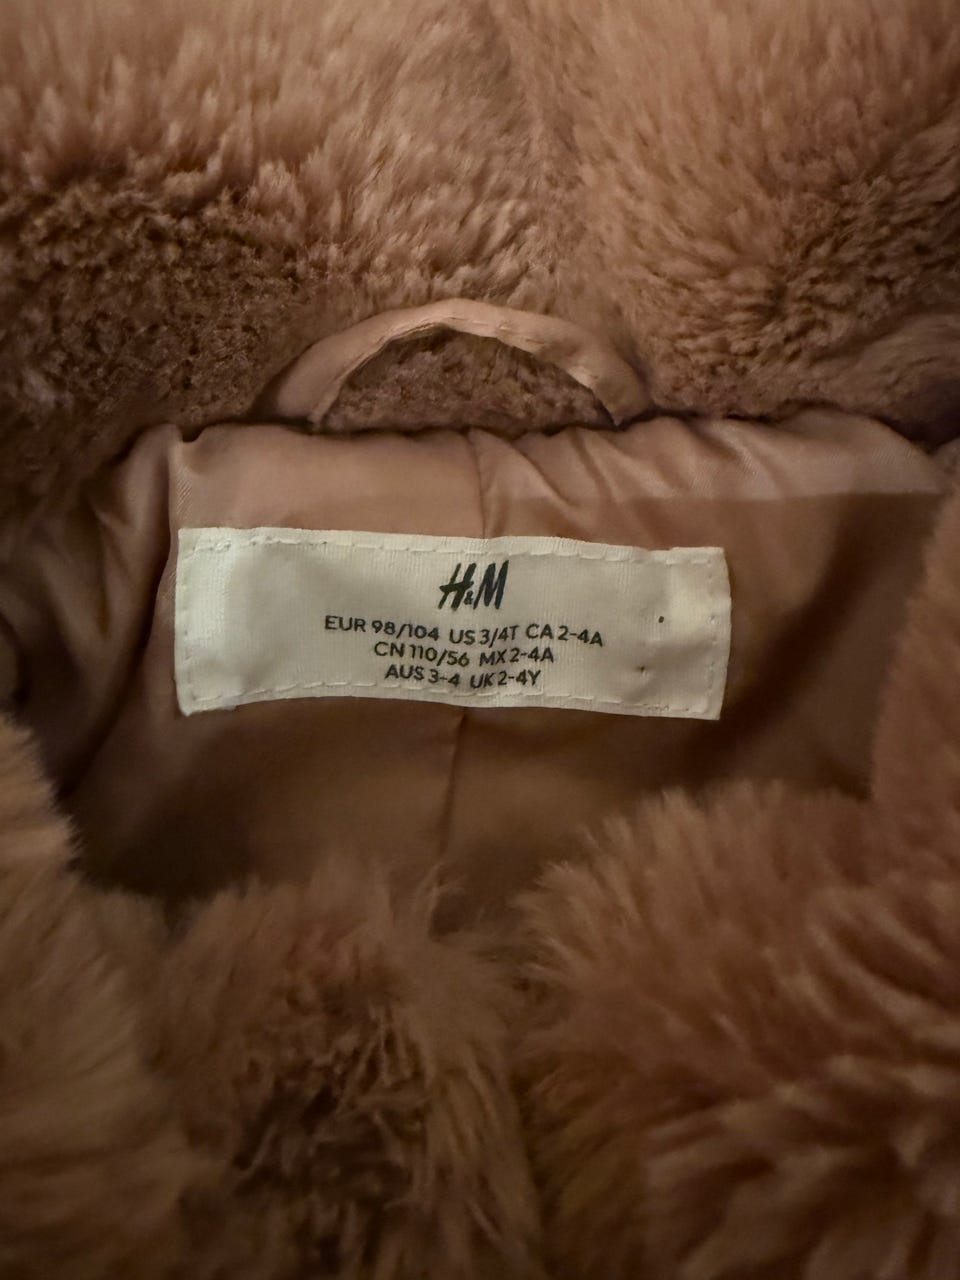 H&M
EUR 98/104 US 3/4T CA 2-4A
CN 110/56 MX 2-4A
AUS 3-4 UK 2-4Y